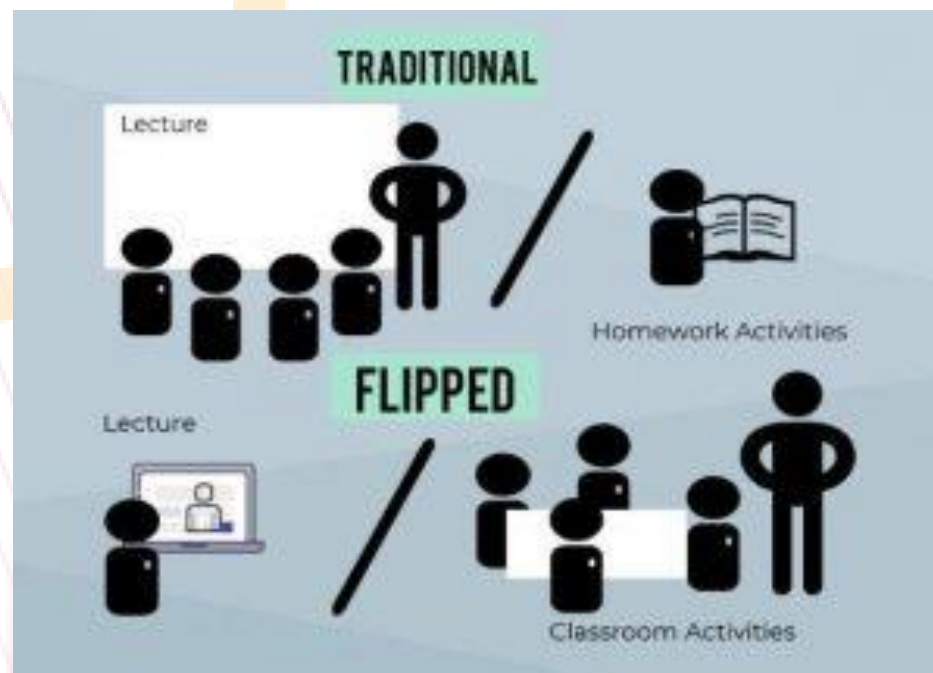 TRADITIONAL
Lecture
Homework Activities
FLIPPED
Lecture
Classroom Activities